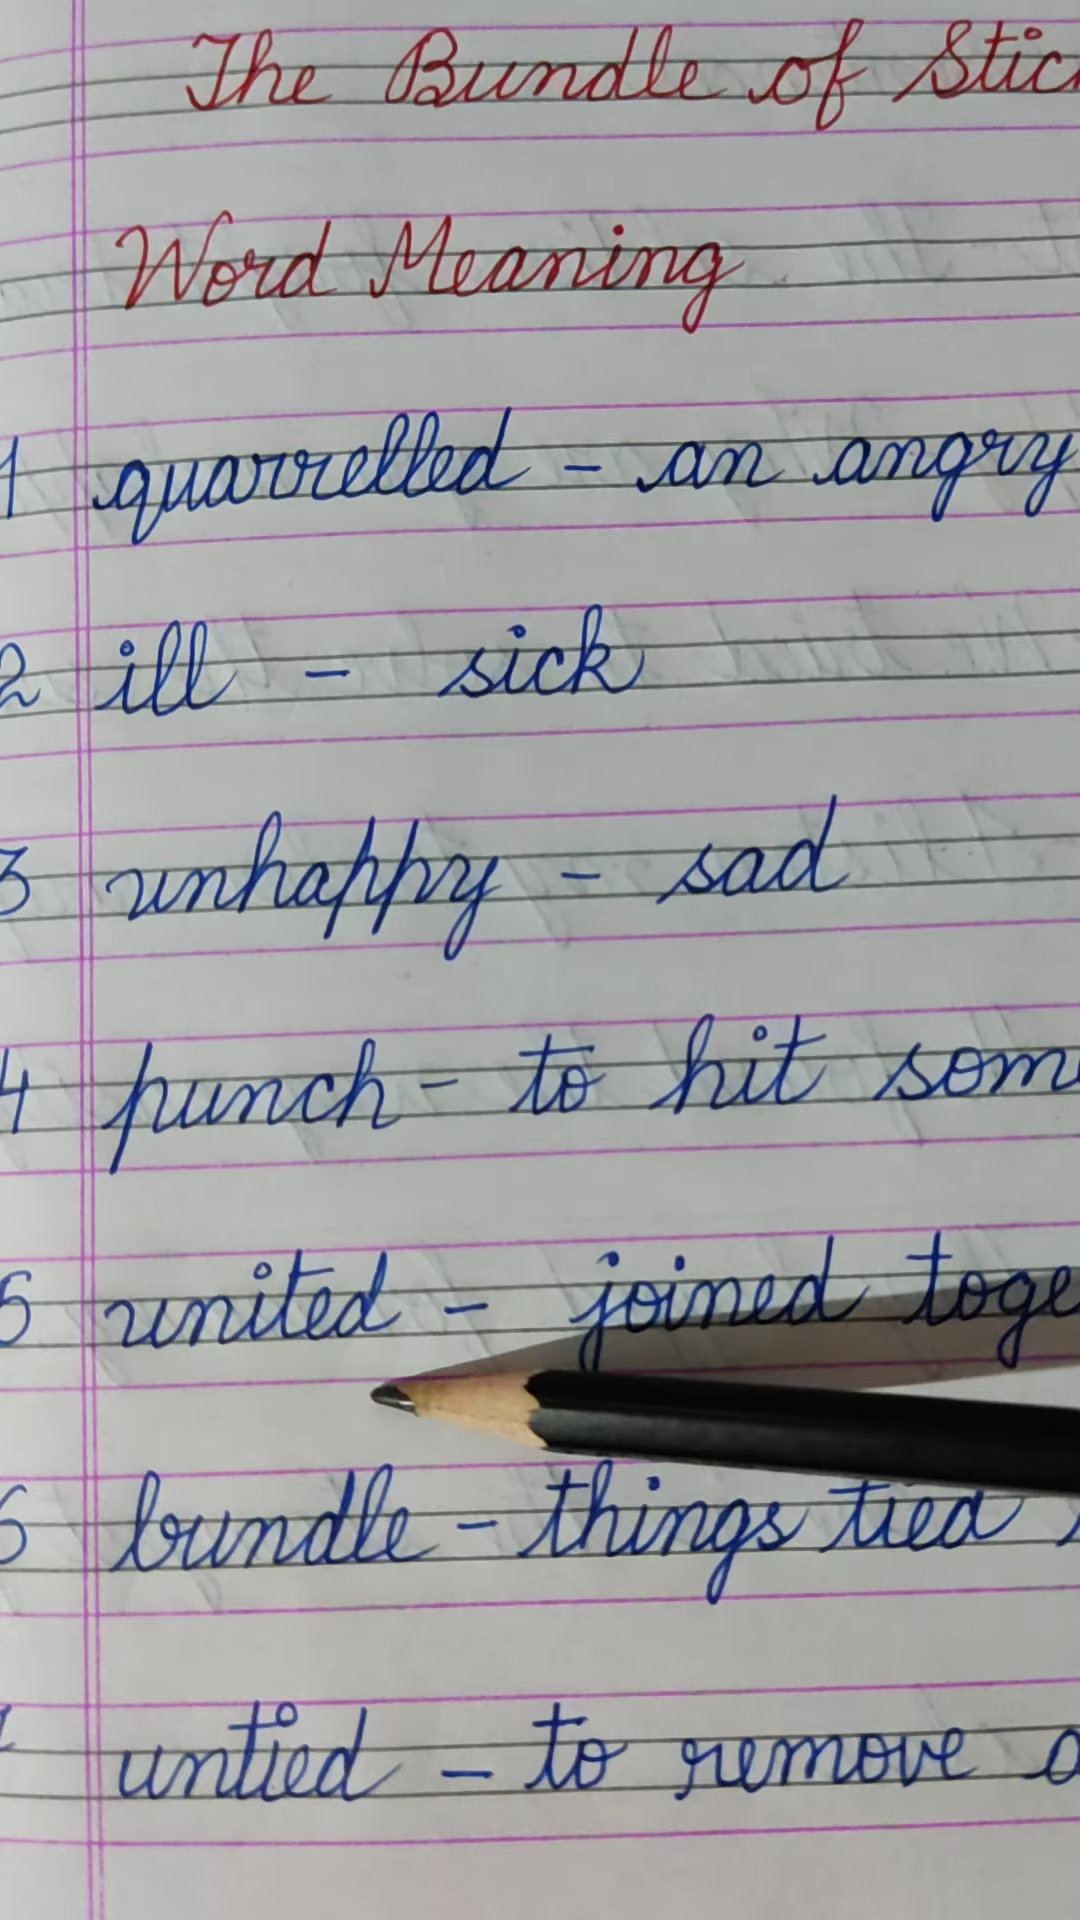 The Bundle of Stic
Word Meaning
1 quarrelled - an angry
2 ill - sick
3 unhappy - sad
4 punch - to hit som
5 united - joined toge
6 bundle - things tied
untied - to remove